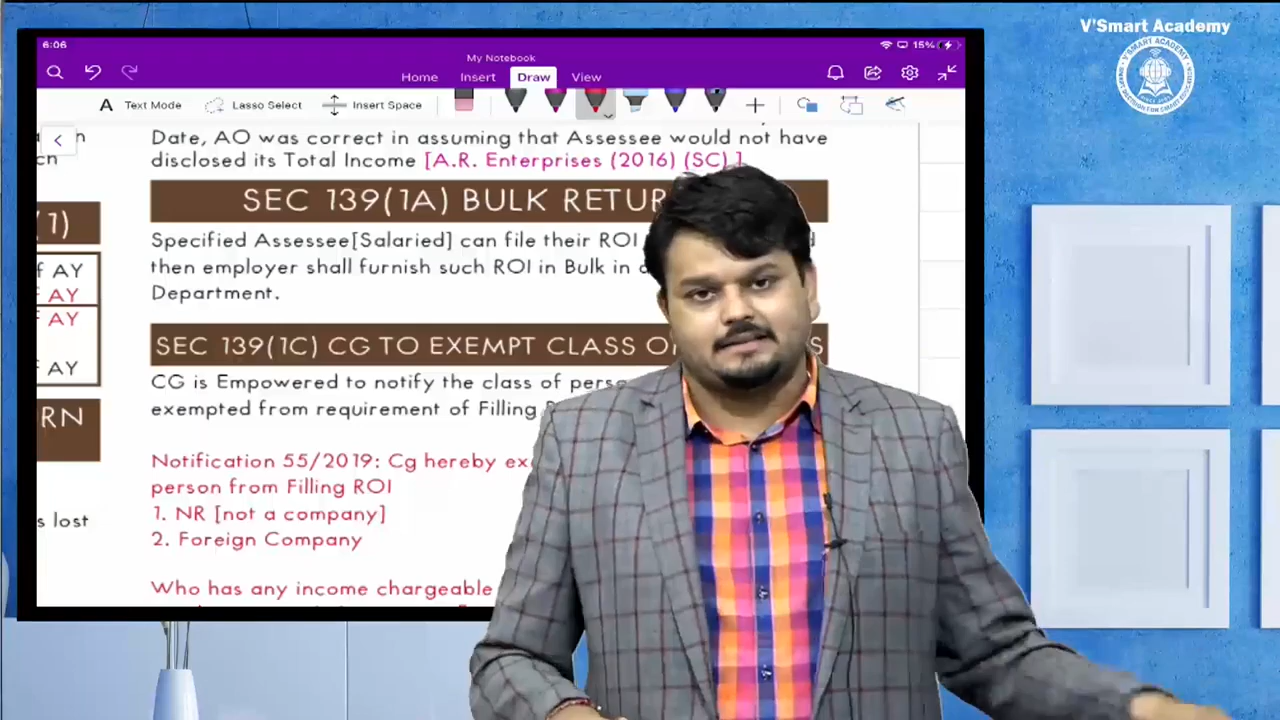 V'Smart Academy
V'SMART ACADEMY
6:06
15%
My Notebook
Home Insert Draw View
Text Mode Lasso Select Insert Space
Date, AO was correct in assuming that Assessee would not have
disclosed its Total Income [A.R. Enterprises (2016) (SC) ]
SEC 139(1A) BULK RETUR
Specified Assessee[Salaried] can file their ROI
then employer shall furnish such ROI in Bulk in
Department.
SEC 139(1C) CG TO EXEMPT CLASS O
CG is Empowered to notify the class of pers
exempted from requirement of Filling
Notification 55/2019: Cg hereby ex
person from Filling ROI
1. NR [not a company]
2. Foreign Company
Who has any income chargeable
(1)
f AY
f AY
f AY
f AY
RN
s lost